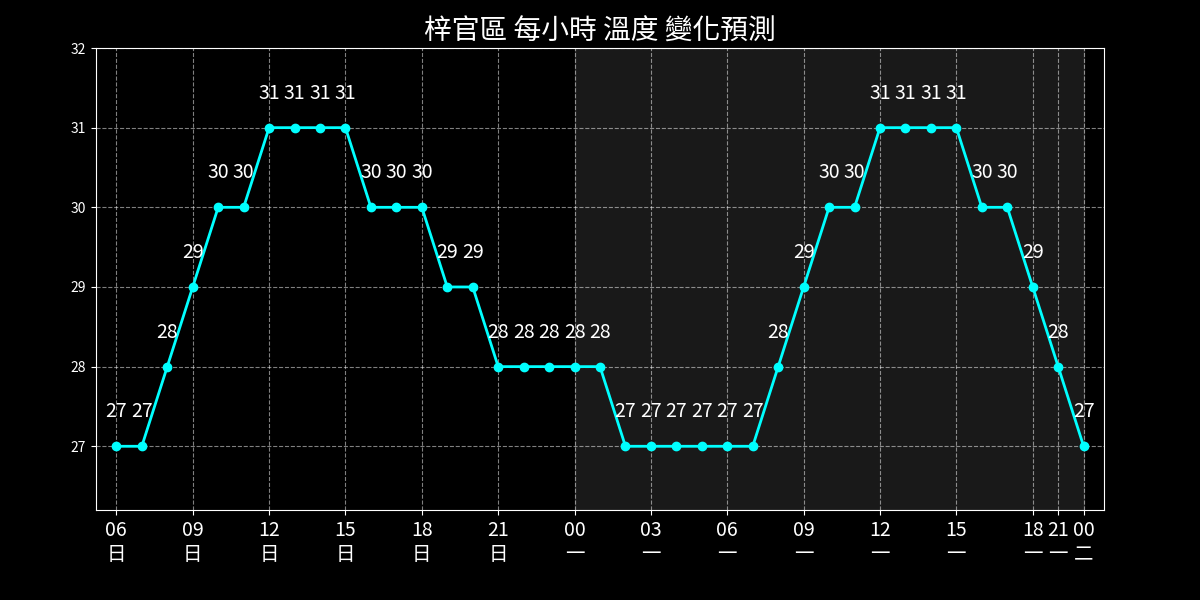 梓官區 每小時 溫度 變化預測
32
31 31 31 31 31 31 31 31
31
30 30 30 30 30 30 30 30 30
30
29 29 29 29 29
29
28 28 28 28 28 28 28 28
28
27 27 27 27 27 27 27 27 27
27
06 09 12 15 18 21 00 03 06 09 12 15 18 21 00
日 日 日 日 日 日 一 一 一 一 一 一 一 一 二